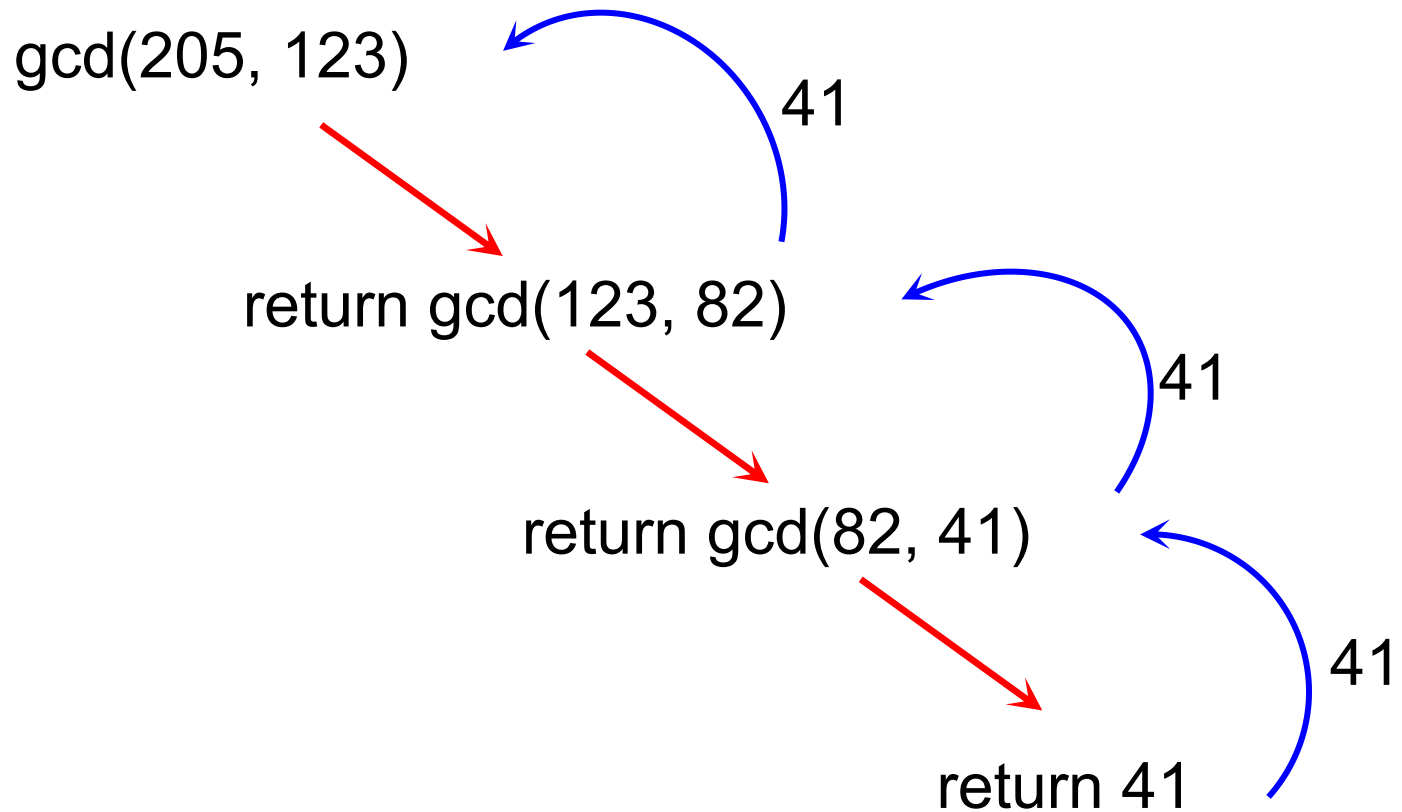 gcd(205, 123)
41
return gcd(123, 82)
41
return gcd(82, 41)
41
return 41